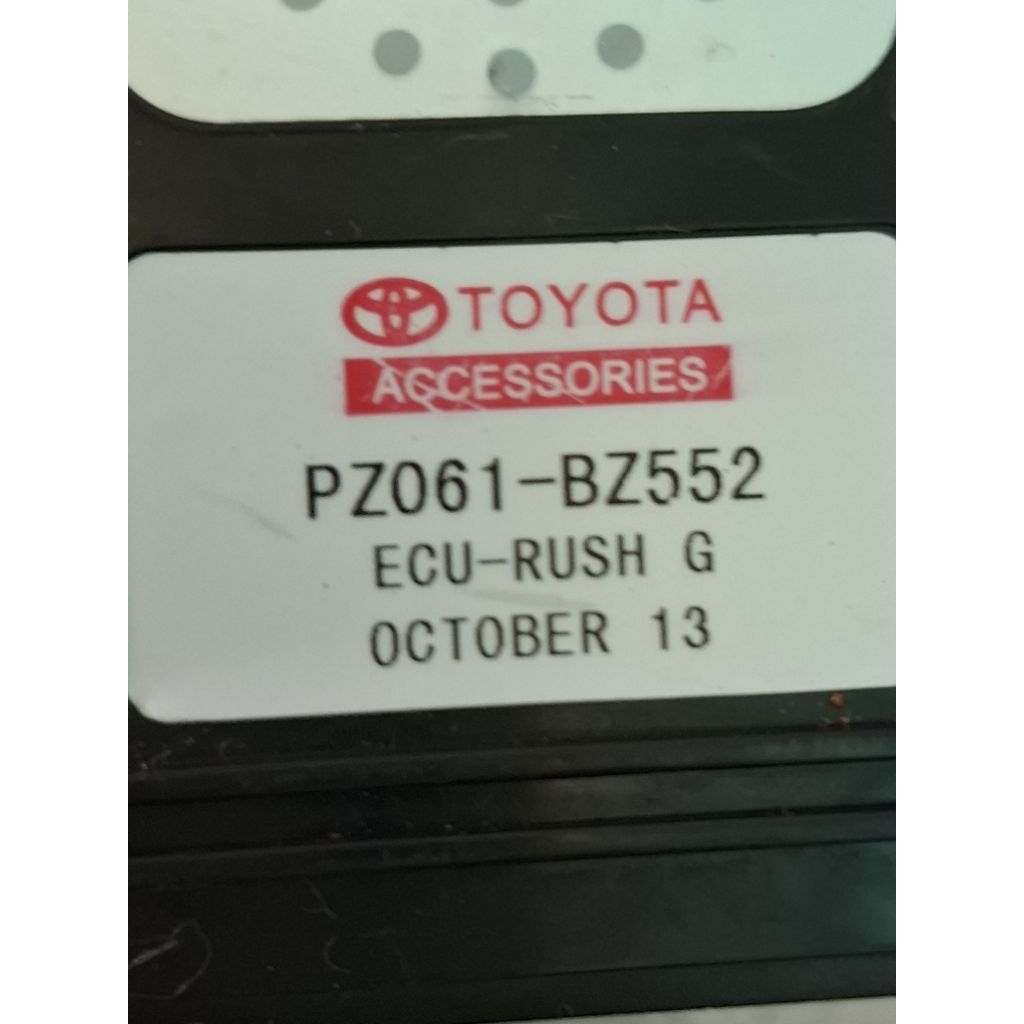 TOYOTA
ACCESSORIES
PZ061-BZ552
ECU-RUSH G
OCTOBER 13